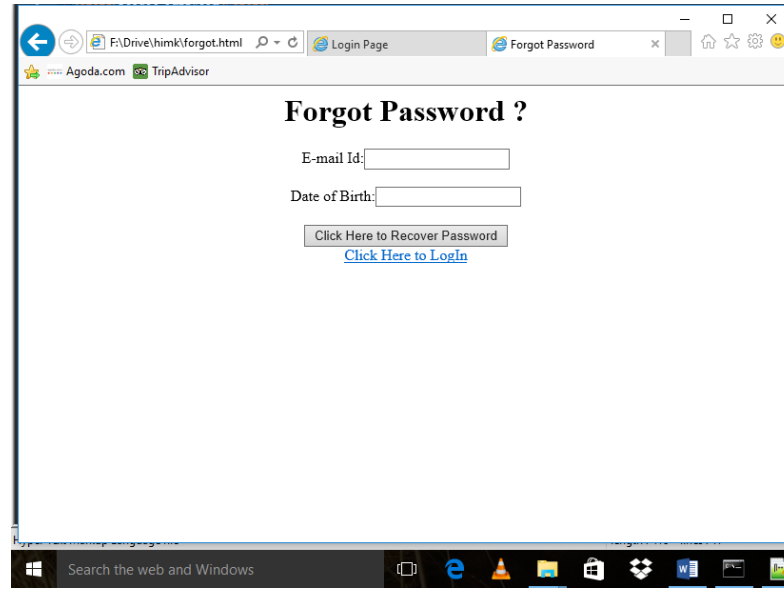 F:\Drive\himk\forgot.html
Login Page
Forgot Password
Agoda.com
TripAdvisor
Forgot Password ?
E-mail Id:
Date of Birth:
Click Here to Recover Password
Click Here to LogIn
Search the web and Windows